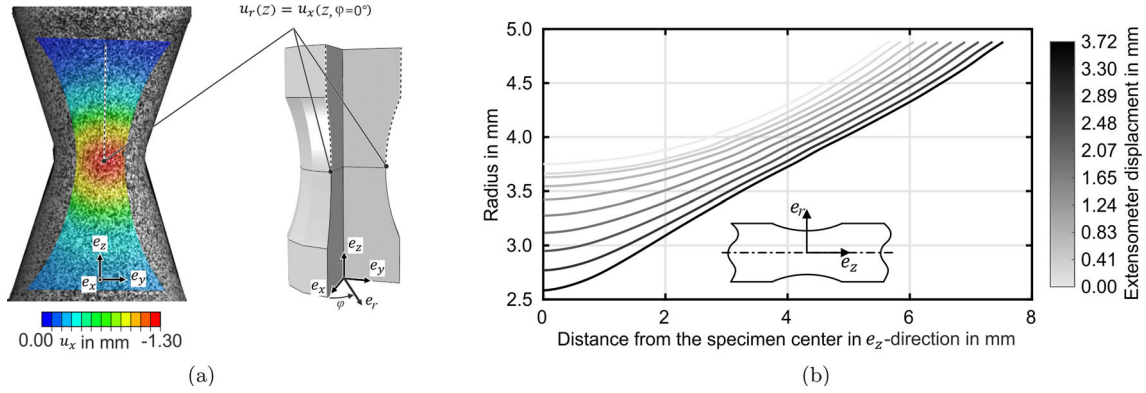 u_r(z) = u_x(z, φ=0°)
e_z
e_x
e_y
0.00 u_x in mm -1.30
e_z
e_y
e_x
e_r
φ
(a)
Radius in mm
5.0
4.5
4.0
3.5
3.0
2.5
0 2 4 6 8
Distance from the specimen center in e_z-direction in mm
e_r
e_z
3.72
3.30
2.89
2.48
2.07
1.65
1.24
0.83
0.41
0.00
Extensometer displacment in mm
(b)